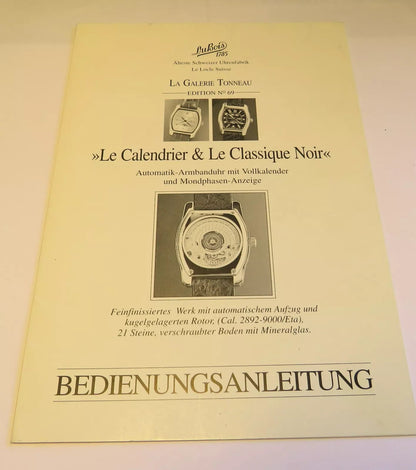 DuBois
1785
Älteste Schweizer Uhrenfabrik
Le Locle Suisse
LA GALERIE TONNEAU
EDITION Nº 69
»Le Calendrier & Le Classique Noir«
Automatik-Armbanduhr mit Vollkalender
und Mondphasen-Anzeige
Feinfinissiertes Werk mit automatischem Aufzug und
kugelgelagerten Rotor, (Cal. 2892-9000/Eta),
21 Steine, verschraubter Boden mit Mineralglas.
BEDIENUNGSANLEITUNG